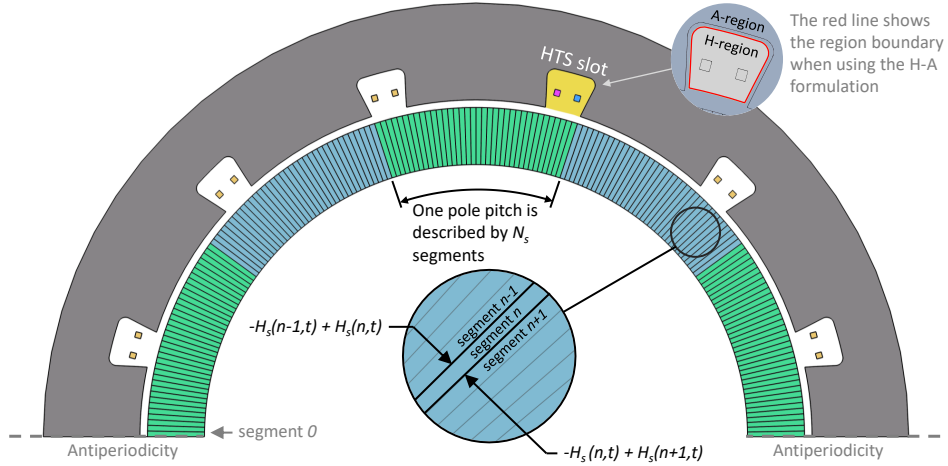 A-region
H-region
The red line shows
the region boundary
when using the H-A
formulation
HTS slot
One pole pitch is
described by Ns
segments
segment n-1
segment n
segment n+1
-Hs(n-1,t) + Hs(n,t)
-Hs(n,t) + Hs(n+1,t)
segment 0
Antiperiodicity
Antiperiodicity